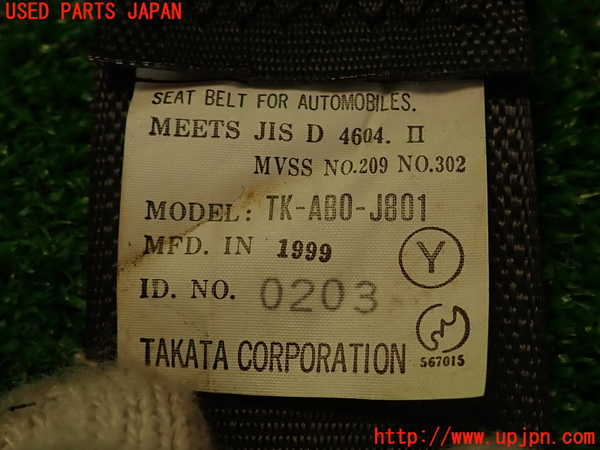 USED PARTS JAPAN
SEAT BELT FOR AUTOMOBILES.
MEETS JIS D 4604. II
MVSS NO.209 NO.302
MODEL: TK-AB0-J801
MFD. IN 1999
Y
ID. NO. 0203
TAKATA CORPORATION
567015
http://www.upjpn.com